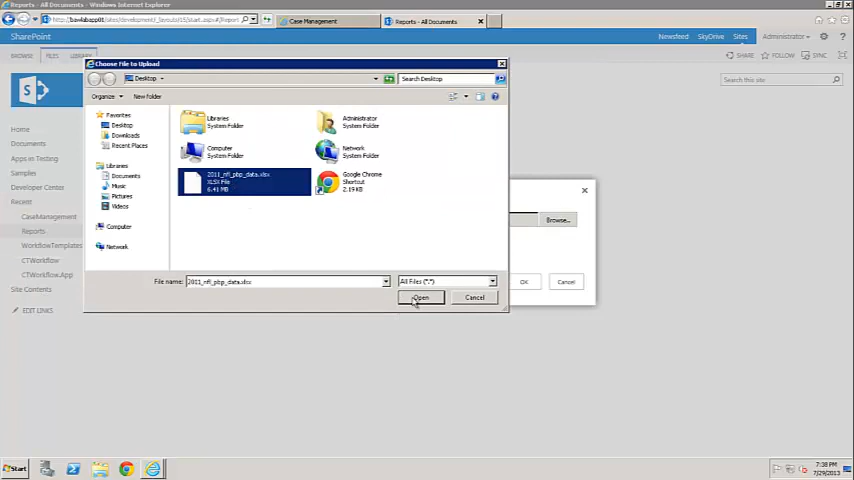 Reports - All Documents - Windows Internet Explorer
Case Management
Reports - All Documents
SharePoint
Newsfeed SkyDrive Sites Administrator
BROWSE FILES LIBRARY
SHARE FOLLOW SYNC
Choose File to Upload
Desktop
Search Desktop
Search this site
Organize New folder
Home
Documents
Apps in Testing
Samples
Developer Center
Recent
CaseManagement
Reports
WorkflowTemplates
CTWorkflow
CTWorkflow.App
Site Contents
EDIT LINKS
Favorites
Desktop
Downloads
Recent Places
Libraries
Documents
Music
Pictures
Videos
Computer
Network
Libraries
System Folder
Administrator
System Folder
Computer
System Folder
Network
System Folder
2011_nfl_pbp_data.xlsx
XLSX File
6.41 MB
Google Chrome
Shortcut
2.19 KB
Browse...
File name: 2011_nfl_pbp_data.xlsx All Files (*.*)
Open Cancel
OK Cancel
Start
7:38 PM
7/29/2013